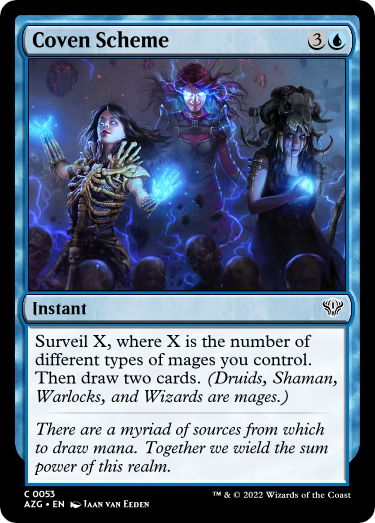 Coven Scheme 3
Instant
Surveil X, where X is the number of
different types of mages you control.
Then draw two cards. (Druids, Shaman,
Warlocks, and Wizards are mages.)
There are a myriad of sources from which
to draw mana. Together we wield the sum
power of this realm.
C 0053
AZG • EN Jaan van Eeden
™ & © 2022 Wizards of the Coast